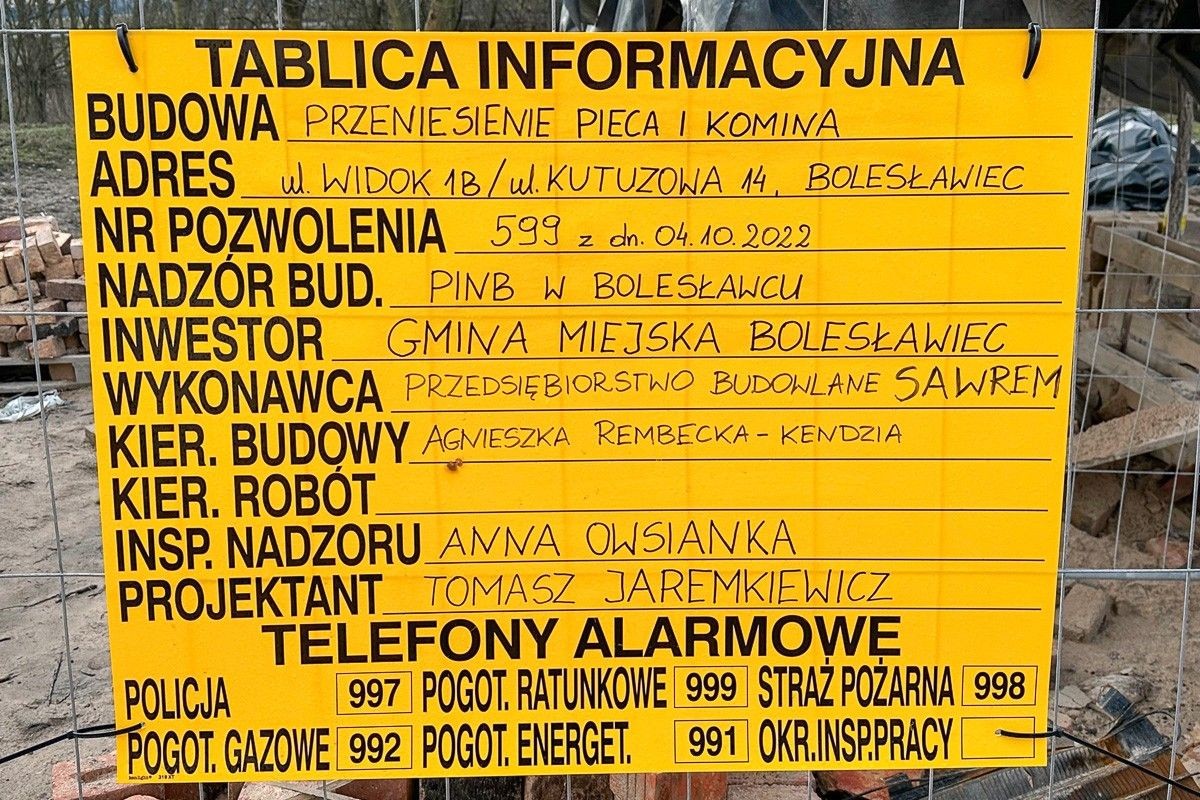 TABLICA INFORMACYJNA
BUDOWA PRZENIESIENIE PIECA I KOMINA
ADRES ul. WIDOK 1B/ul. KUTUZOWA 14, BOLESŁAWIEC
NR POZWOLENIA 599 z dn. 04.10.2022
NADZÓR BUD. PINB W BOLESŁAWCU
INWESTOR GMINA MIEJSKA BOLESŁAWIEC
WYKONAWCA PRZEDSIĘBIORSTWO BUDOWLANE SAWREM
KIER. BUDOWY AGNIESZKA REMBECKA-KENDZIA
KIER. ROBÓT
INSP. NADZORU ANNA OWSIANKA
PROJEKTANT TOMASZ JAREMKIEWICZ
TELEFONY ALARMOWE
POLICJA 997 POGOT. RATUNKOWE 999 STRAŻ POŻARNA 998
POGOT. GAZOWE 992 POGOT. ENERGET. 991 OKR.INSP.PRACY